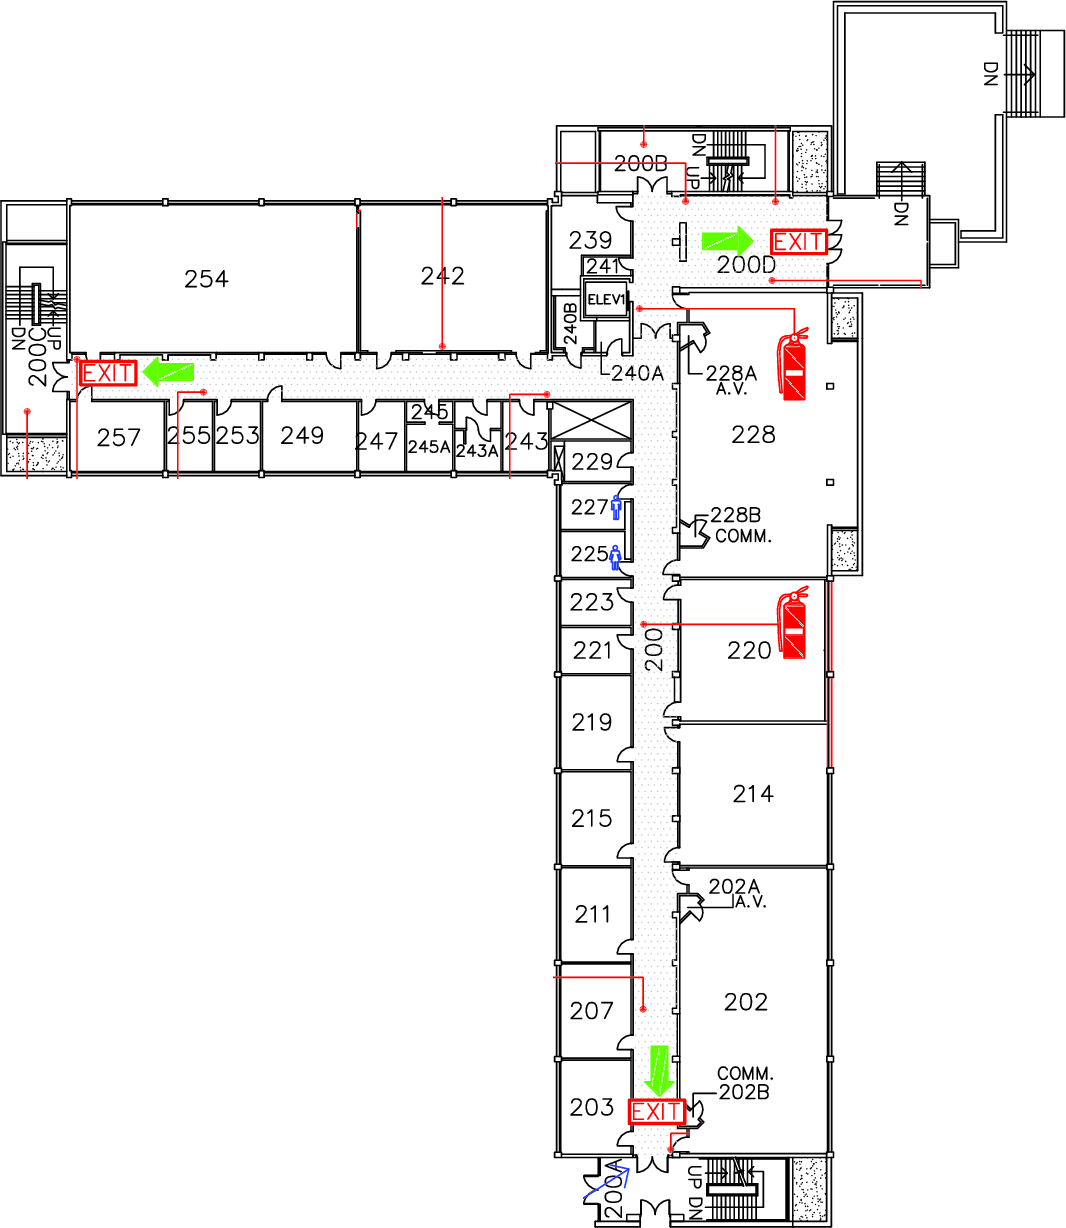 DN
DN
200B
UP
DN
239
EXIT
241
200D
254
242
ELEV1
240B
DN
UP
200C
EXIT
240A
228A
A.V.
257
255
253
249
247
245
245A
243A
243
228
229
227
228B
COMM.
225
223
221
200
220
219
214
215
202A
A.V.
211
202
207
COMM.
202B
203
EXIT
200A
UP
DN